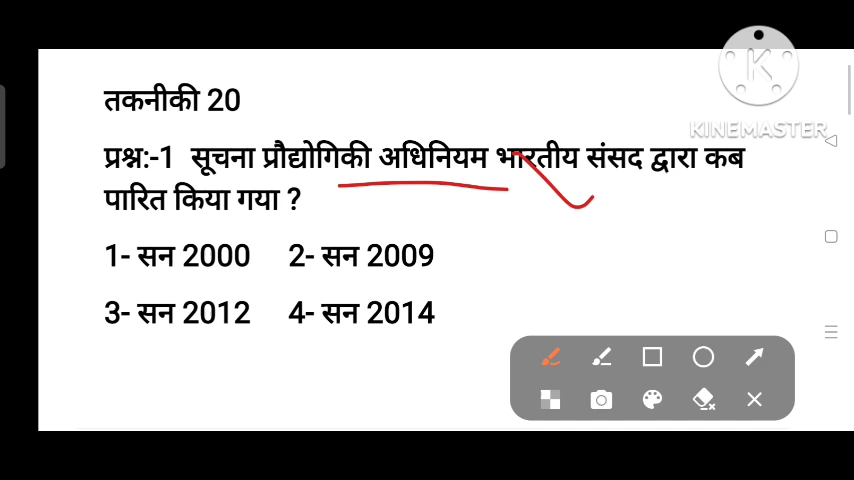 KINEMASTER
तकनीकी 20
प्रश्न:-1 सूचना प्रौद्योगिकी अधिनियम भारतीय संसद द्वारा कब
पारित किया गया ?
1- सन 2000 2- सन 2009
3- सन 2012 4- सन 2014